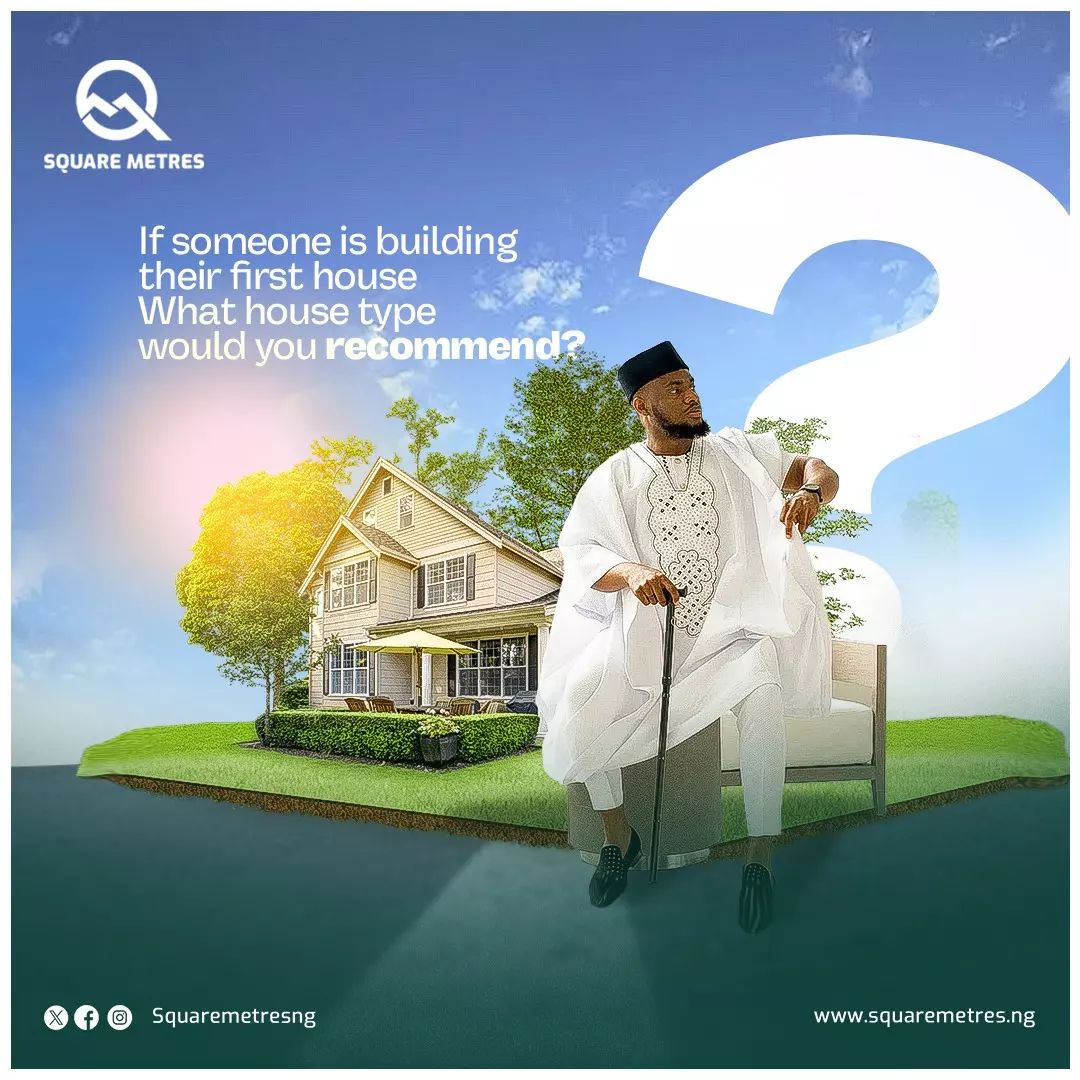 SQUARE METRES
If someone is building
their first house
What house type
would you recommend?
?
Squaremetresng
www.squaremetres.ng